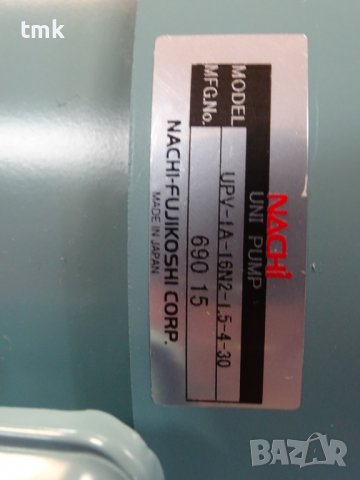 tmk
NACHi
UNI PUMP
MODEL UPV-1A-16N2-1.5-4-30
MFG.No. 690 15
NACHI-FUJIKOSHI CORP.
MADE IN JAPAN
BAZAR